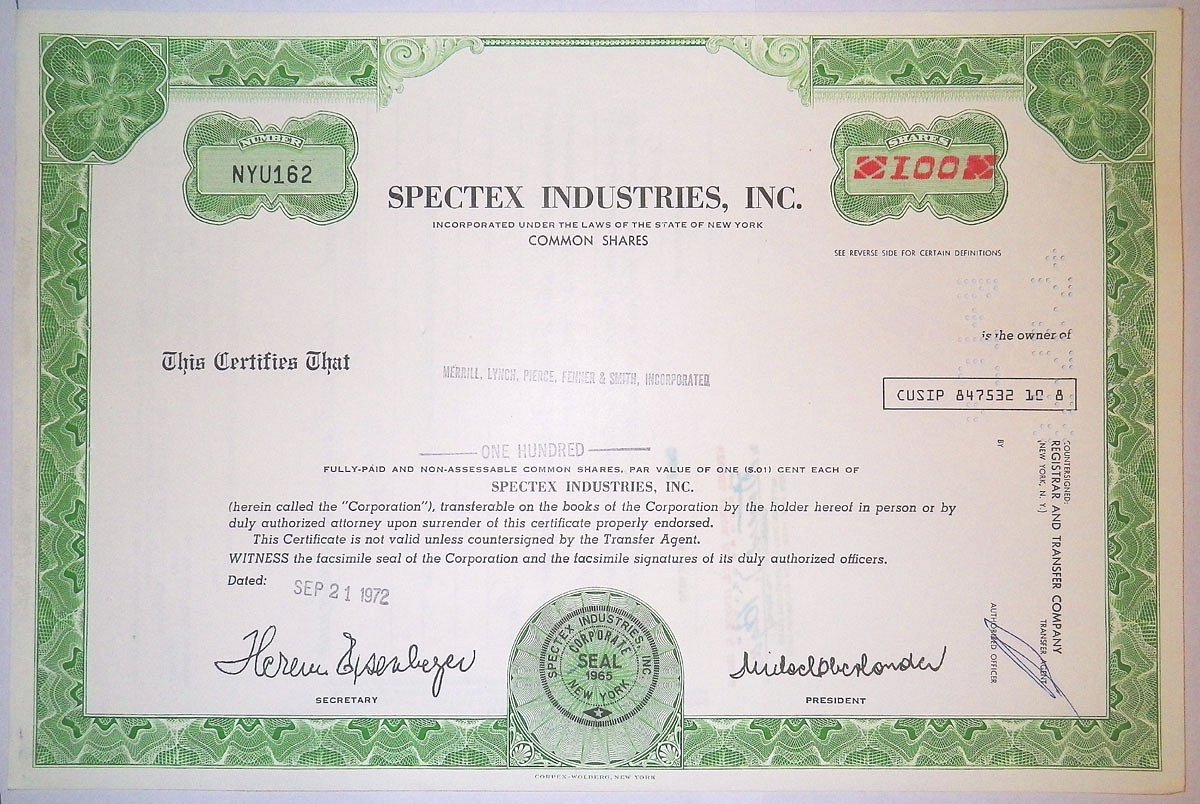 NUMBER
NYU162
SHARES
100
SPECTEX INDUSTRIES, INC.
INCORPORATED UNDER THE LAWS OF THE STATE OF NEW YORK
COMMON SHARES
SEE REVERSE SIDE FOR CERTAIN DEFINITIONS
This Certifies That
is the owner of
MERRILL, LYNCH, PIERCE, FENNER & SMITH, INCORPORATED
CUSIP 847532 10 8
ONE HUNDRED
FULLY-PAID AND NON-ASSESSABLE COMMON SHARES, PAR VALUE OF ONE ($.01) CENT EACH OF
SPECTEX INDUSTRIES, INC.
(herein called the "Corporation"), transferable on the books of the Corporation by the holder hereof in person or by
duly authorized attorney upon surrender of this certificate properly endorsed.
This Certificate is not valid unless countersigned by the Transfer Agent.
WITNESS the facsimile seal of the Corporation and the facsimile signatures of its duly authorized officers.
Dated:
SEP 21 1972
COUNTERSIGNED:
REGISTRAR AND TRANSFER COMPANY
(NEW YORK, N. Y.)
TRANSFER AGENT
BY
AUTHORIZED OFFICER
SPECTEX INDUSTRIES, INC.
CORPORATE
SEAL
1965
NEW YORK
SECRETARY
PRESIDENT
CORPEX-WOLBERG, NEW YORK